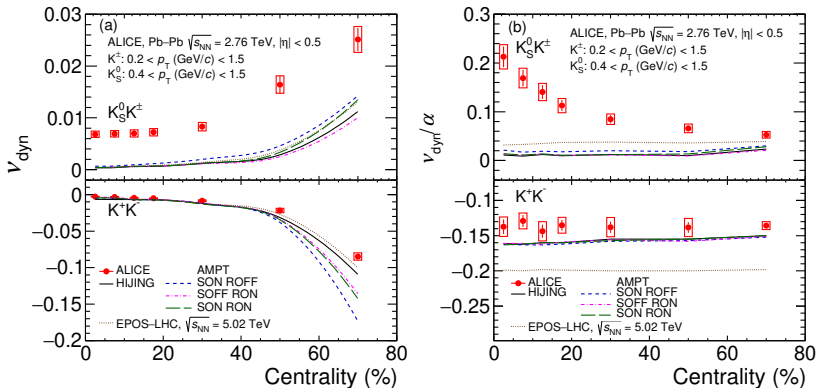 (a)
ALICE, Pb–Pb √sNN = 2.76 TeV, |η| < 0.5
K±: 0.2 < pT (GeV/c) < 1.5
K0S: 0.4 < pT (GeV/c) < 1.5
K0SK±
0.03
0.02
0.01
0
νdyn
K+K-
0
−0.05
−0.1
−0.15
−0.2
ALICE
HIJING
AMPT
SON ROFF
SOFF RON
SON RON
EPOS–LHC, √sNN = 5.02 TeV
0 20 40 60 80
Centrality (%)
(b)
ALICE, Pb–Pb √sNN = 2.76 TeV, |η| < 0.5
K0SK±
K±: 0.2 < pT (GeV/c) < 1.5
K0S: 0.4 < pT (GeV/c) < 1.5
0.3
0.2
0.1
0
νdyn/α
K+K-
−0.1
−0.15
−0.2
−0.25
ALICE
HIJING
AMPT
SON ROFF
SOFF RON
SON RON
EPOS–LHC, √sNN = 5.02 TeV
0 20 40 60 80
Centrality (%)